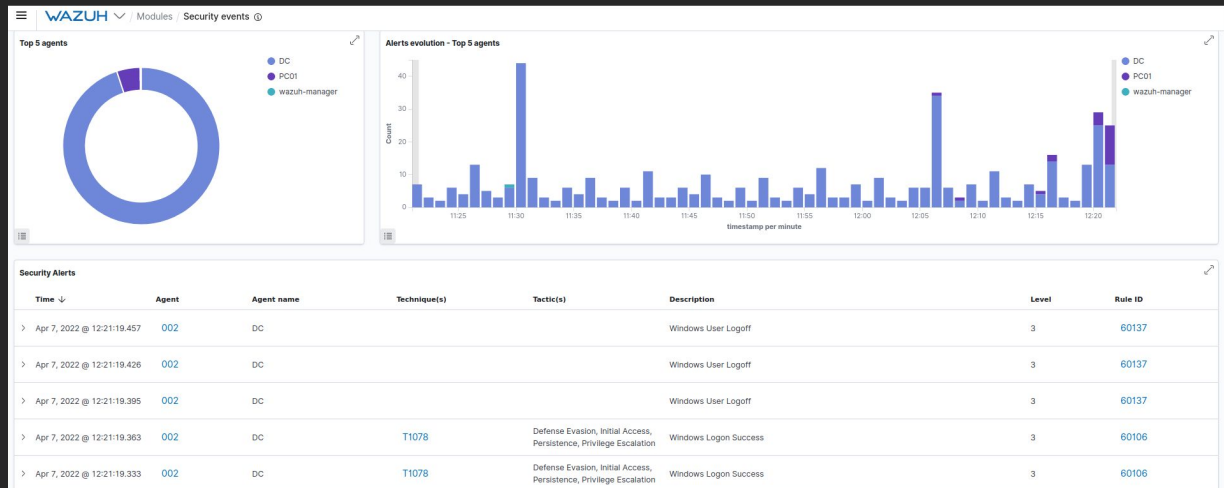 WAZUH / Modules / Security events
Top 5 agents
DC
PC01
wazuh-manager
Alerts evolution - Top 5 agents
Count
40
30
20
10
0
11:25 11:30 11:35 11:40 11:45 11:50 11:55 12:00 12:05 12:10 12:15 12:20
timestamp per minute
DC
PC01
wazuh-manager
Security Alerts
Time Agent Agent name Technique(s) Tactic(s) Description Level Rule ID
Apr 7, 2022 @ 12:21:19.457 002 DC Windows User Logoff 3 60137
Apr 7, 2022 @ 12:21:19.426 002 DC Windows User Logoff 3 60137
Apr 7, 2022 @ 12:21:19.395 002 DC Windows User Logoff 3 60137
Apr 7, 2022 @ 12:21:19.363 002 DC T1078 Defense Evasion, Initial Access,
Persistence, Privilege Escalation Windows Logon Success 3 60106
Apr 7, 2022 @ 12:21:19.333 002 DC T1078 Defense Evasion, Initial Access,
Persistence, Privilege Escalation Windows Logon Success 3 60106